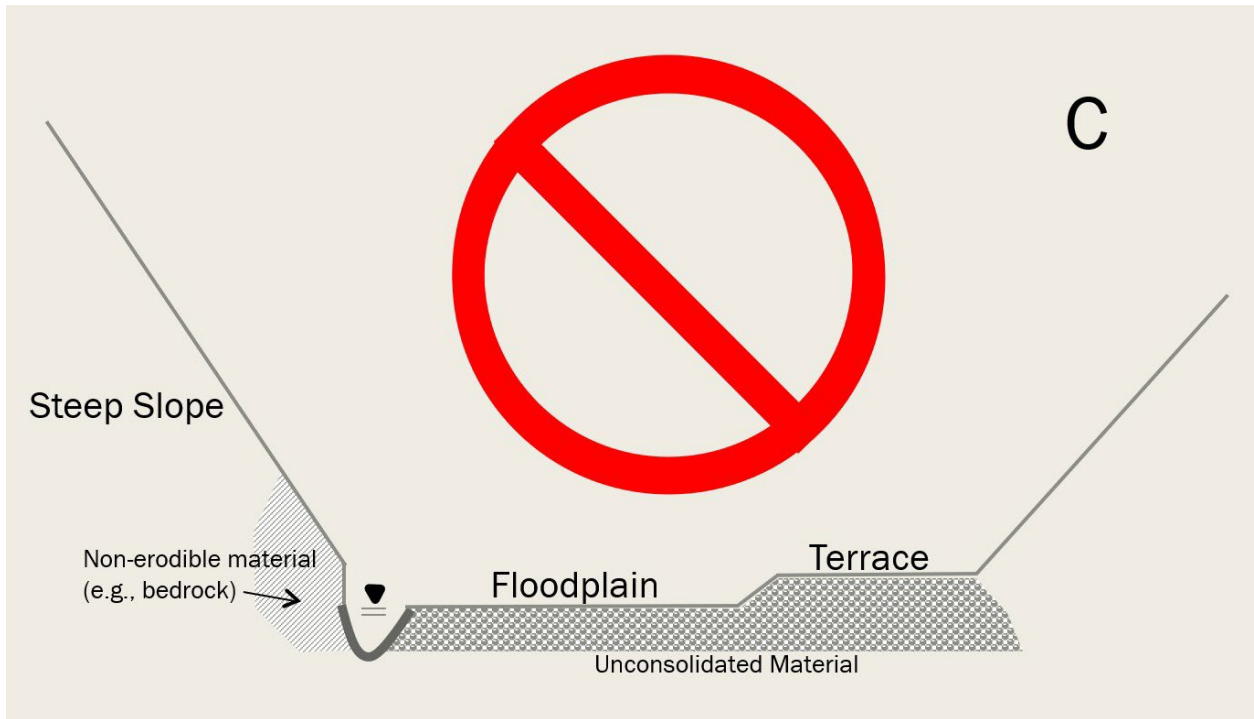 C
Steep Slope
Non-erodible material
(e.g., bedrock)
Floodplain
Terrace
Unconsolidated Material